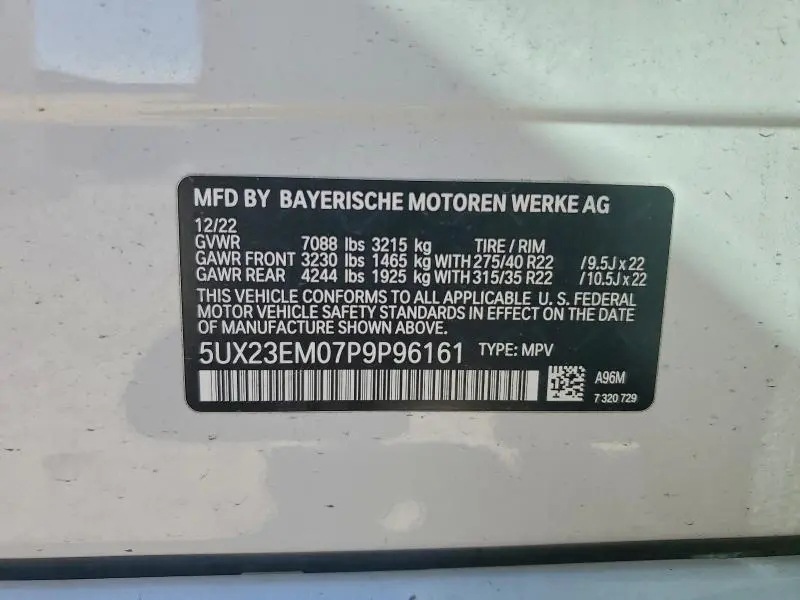 MFD BY BAYERISCHE MOTOREN WERKE AG
12/22
GVWR 7088 lbs 3215 kg TIRE / RIM
GAWR FRONT 3230 lbs 1465 kg WITH 275/40 R22 / 9.5J x 22
GAWR REAR 4244 lbs 1925 kg WITH 315/35 R22 / 10.5J x 22
THIS VEHICLE CONFORMS TO ALL APPLICABLE U. S. FEDERAL
MOTOR VEHICLE SAFETY STANDARDS IN EFFECT ON THE DATE
OF MANUFACTURE SHOWN ABOVE.
5UX23EM07P9P96161 TYPE: MPV
A96M
7 320 729